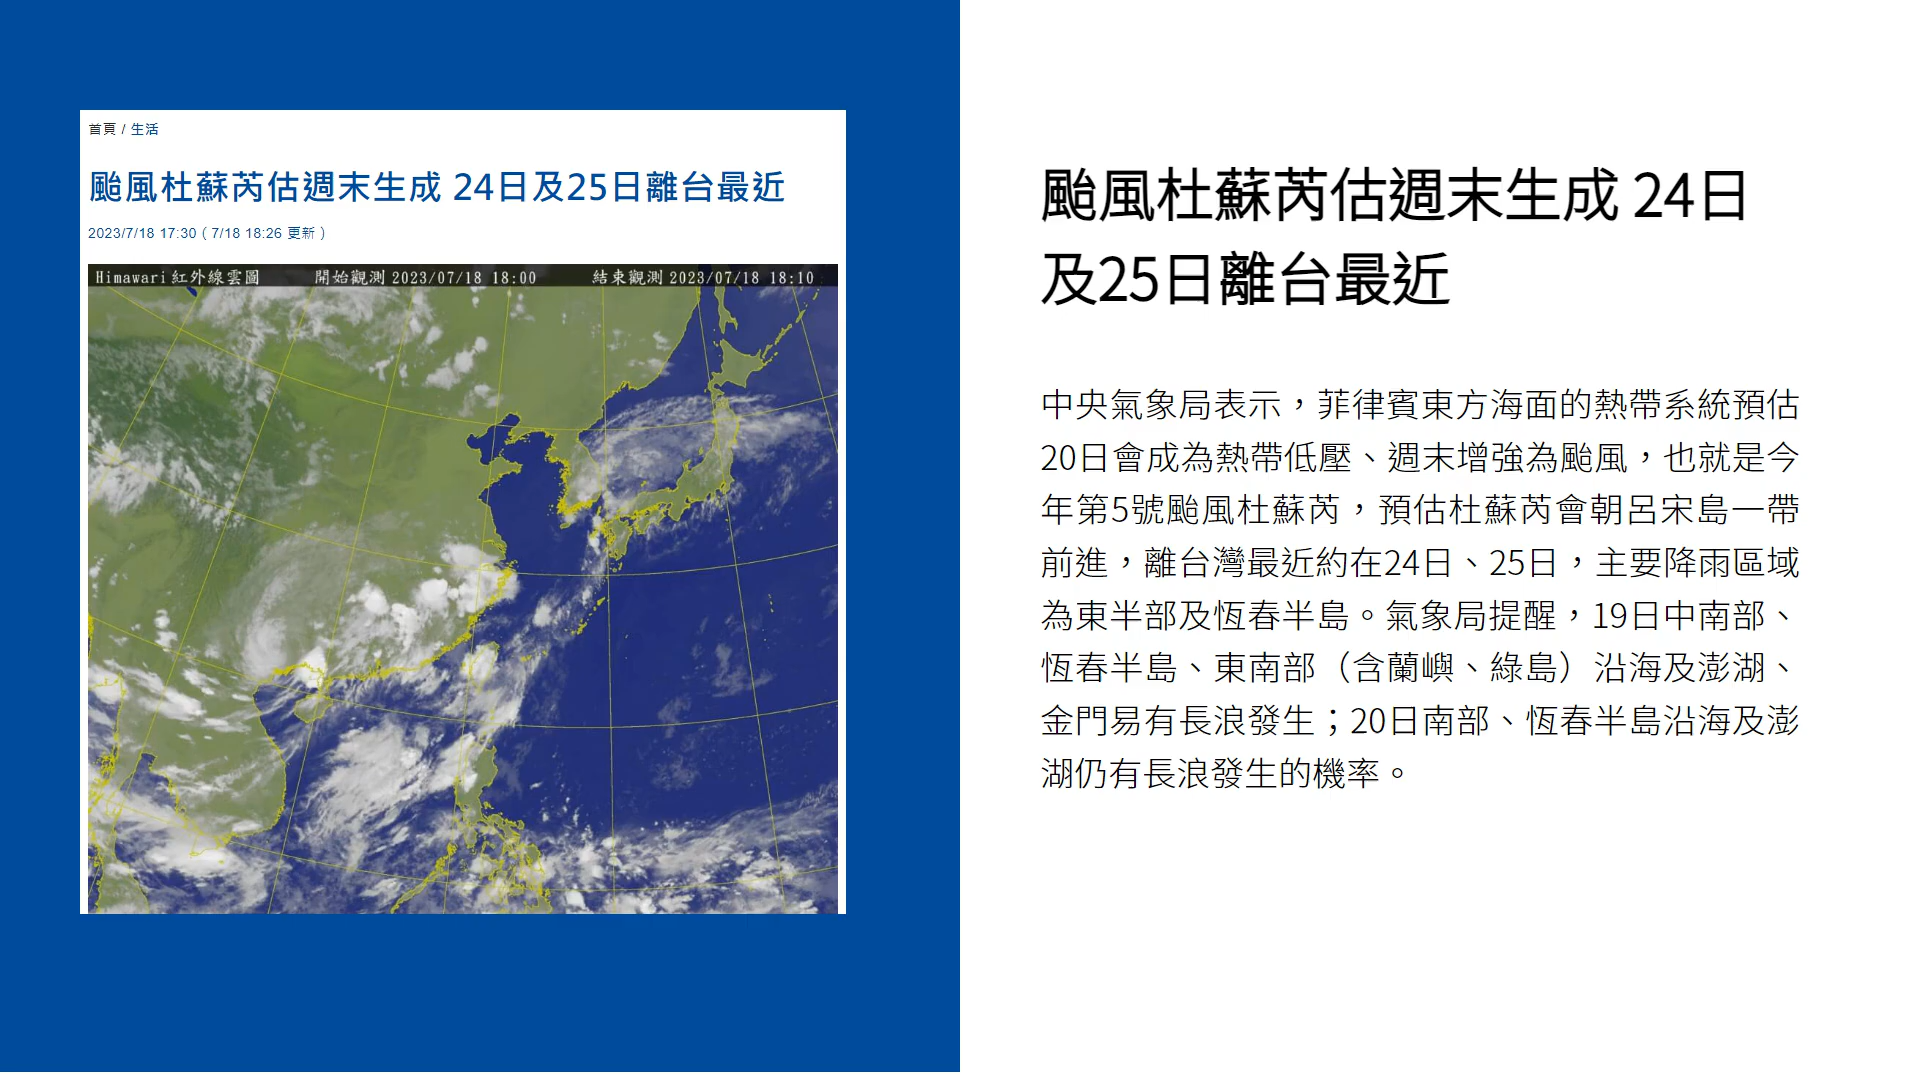 首頁 / 生活
颱風杜蘇芮估週末生成 24日及25日離台最近
2023/7/18 17:30（7/18 18:26 更新）
Himawari 紅外線雲圖 開始觀測 2023/07/18 18:00 結束觀測 2023/07/18 18:10
颱風杜蘇芮估週末生成 24日
及25日離台最近
中央氣象局表示，菲律賓東方海面的熱帶系統預估
20日會成為熱帶低壓、週末增強為颱風，也就是今
年第5號颱風杜蘇芮，預估杜蘇芮會朝呂宋島一帶
前進，離台灣最近約在24日、25日，主要降雨區域
為東半部及恆春半島。氣象局提醒，19日中南部、
恆春半島、東南部（含蘭嶼、綠島）沿海及澎湖、
金門易有長浪發生；20日南部、恆春半島沿海及澎
湖仍有長浪發生的機率。